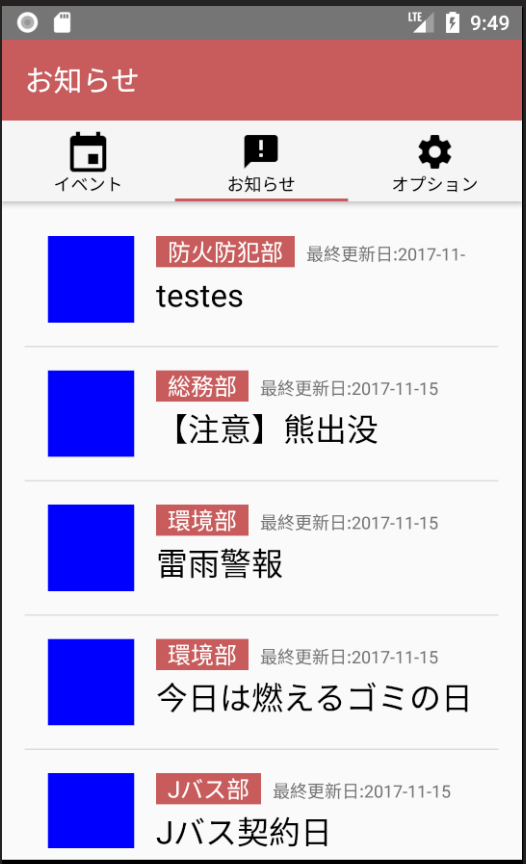 LTE 9:49
お知らせ
イベント お知らせ オプション
防火防犯部 最終更新日:2017-11-
testes
総務部 最終更新日:2017-11-15
【注意】熊出没
環境部 最終更新日:2017-11-15
雷雨警報
環境部 最終更新日:2017-11-15
今日は燃えるゴミの日
Jバス部 最終更新日:2017-11-15
Jバス契約日